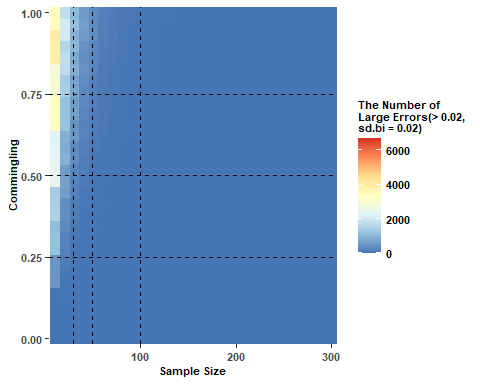 1.00
0.75
0.50
0.25
0.00
Commingling
100
200
300
Sample Size
The Number of
Large Errors(> 0.02,
sd.bi = 0.02)
6000
4000
2000
0